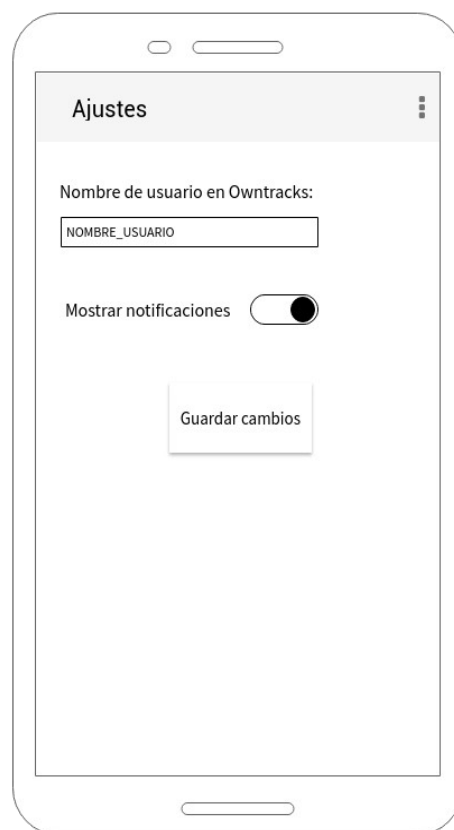 Ajustes
Nombre de usuario en Owntracks:
NOMBRE_USUARIO
Mostrar notificaciones
Guardar cambios